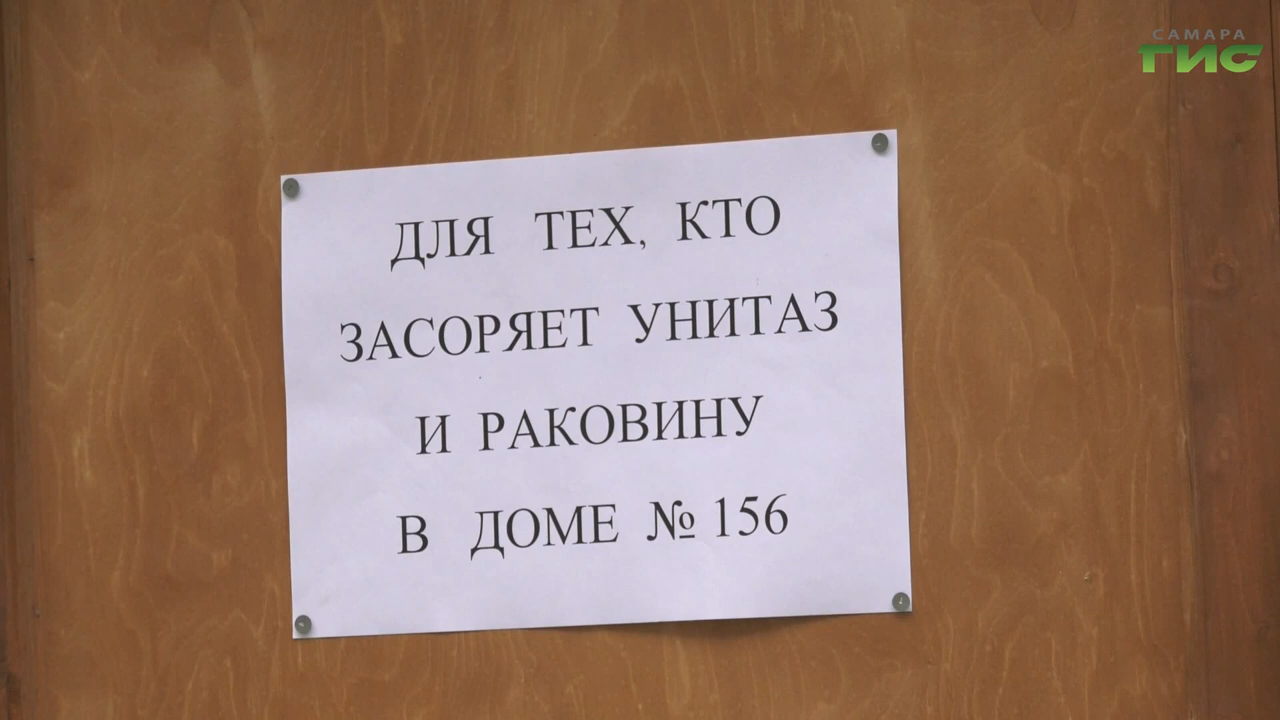 САМАРА
ГИС
ДЛЯ ТЕХ, КТО
ЗАСОРЯЕТ УНИТАЗ
И РАКОВИНУ
В ДОМЕ № 156